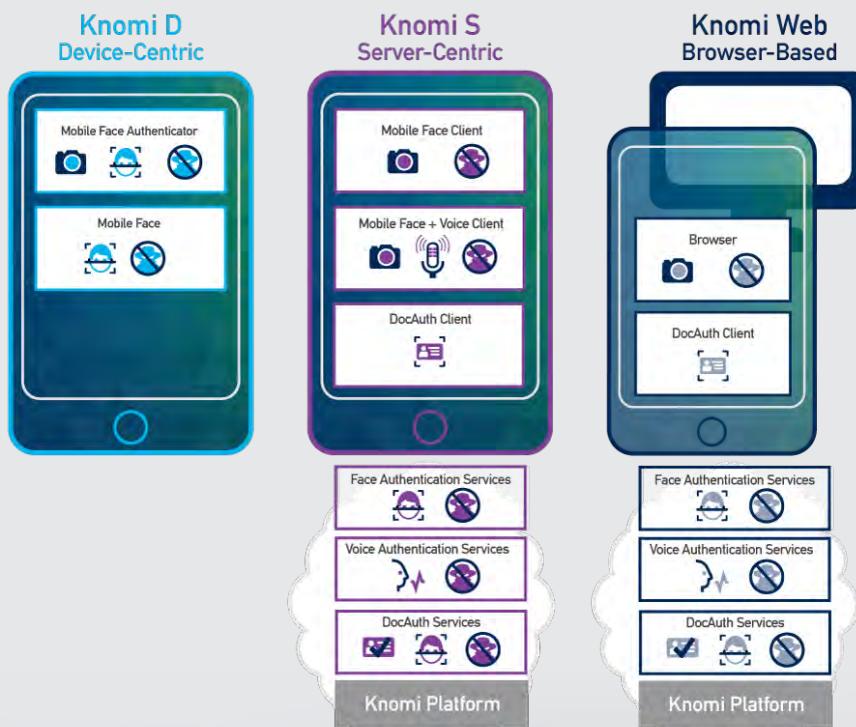 Knomi D
Device-Centric
Mobile Face Authenticator
Mobile Face
Knomi S
Server-Centric
Mobile Face Client
Mobile Face + Voice Client
DocAuth Client
Face Authentication Services
Voice Authentication Services
DocAuth Services
Knomi Platform
Knomi Web
Browser-Based
Browser
DocAuth Client
Face Authentication Services
Voice Authentication Services
DocAuth Services
Knomi Platform